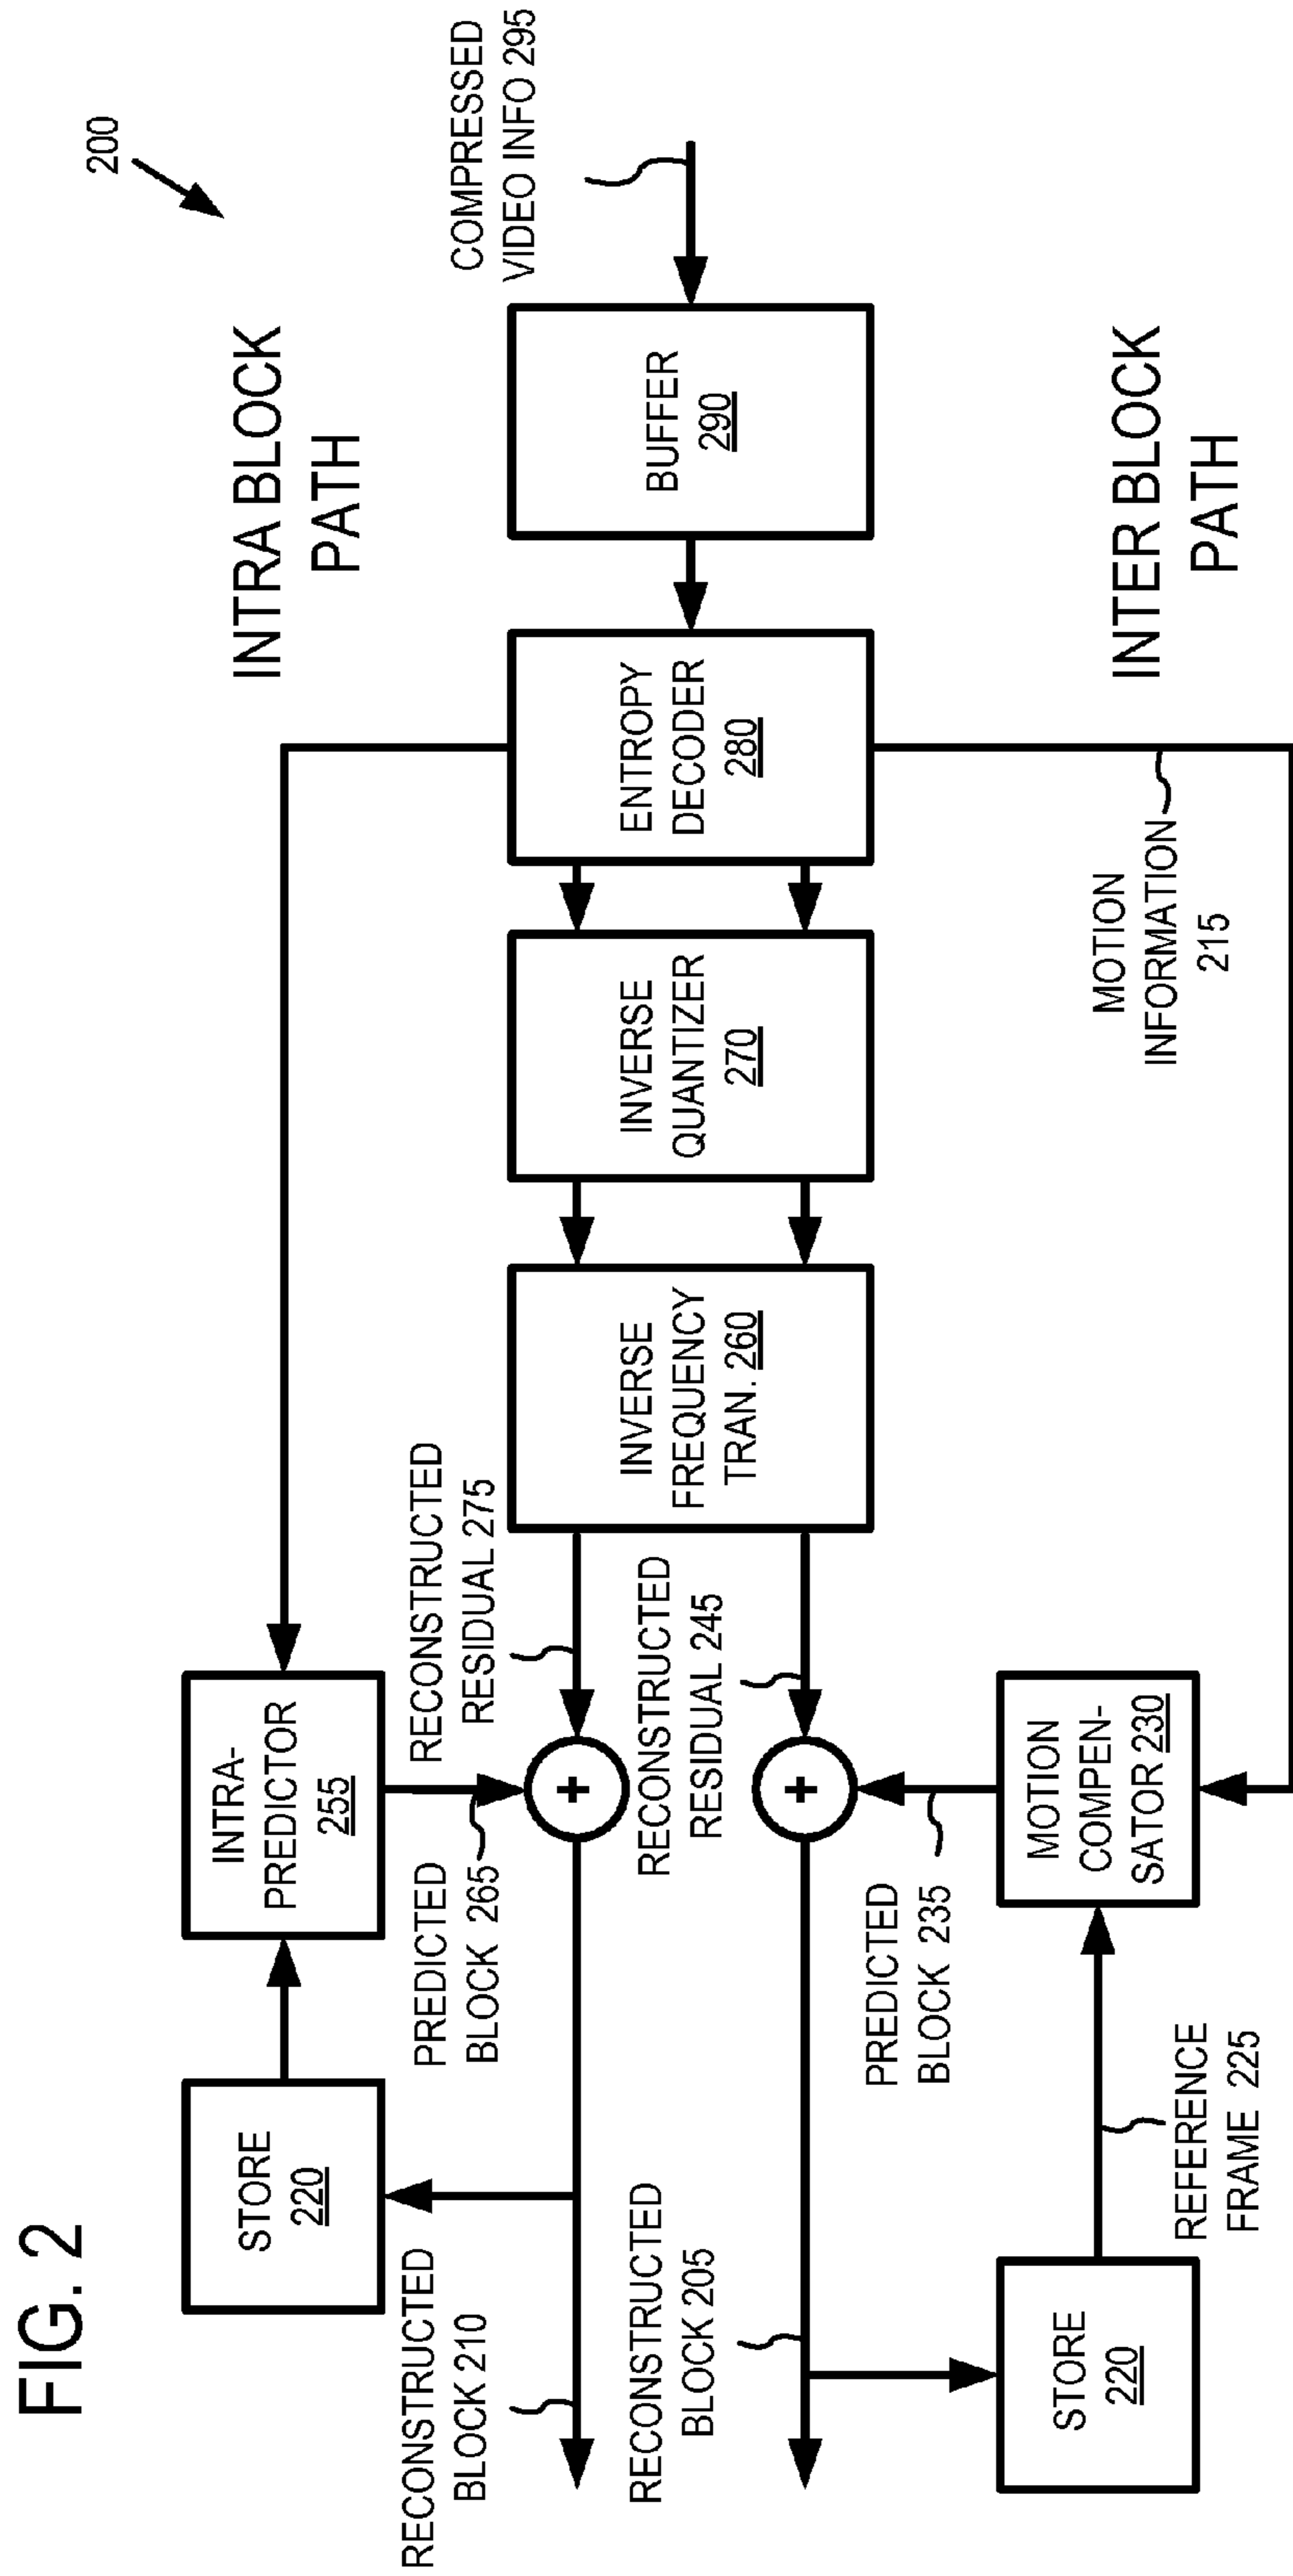 FIG. 2
200
INTRA BLOCK
PATH
STORE
220
INTRA-
PREDICTOR
255
RECONSTRUCTED
BLOCK 210
PREDICTED
BLOCK 265
RECONSTRUCTED
RESIDUAL 275
COMPRESSED
VIDEO INFO 295
INVERSE
FREQUENCY
TRAN. 260
INVERSE
QUANTIZER
270
ENTROPY
DECODER
280
BUFFER
290
+
+
RECONSTRUCTED
BLOCK 205
RECONSTRUCTED
RESIDUAL 245
PREDICTED
BLOCK 235
STORE
220
REFERENCE
FRAME 225
MOTION
COMPEN-
SATOR 230
MOTION
INFORMATION
215
INTER BLOCK
PATH